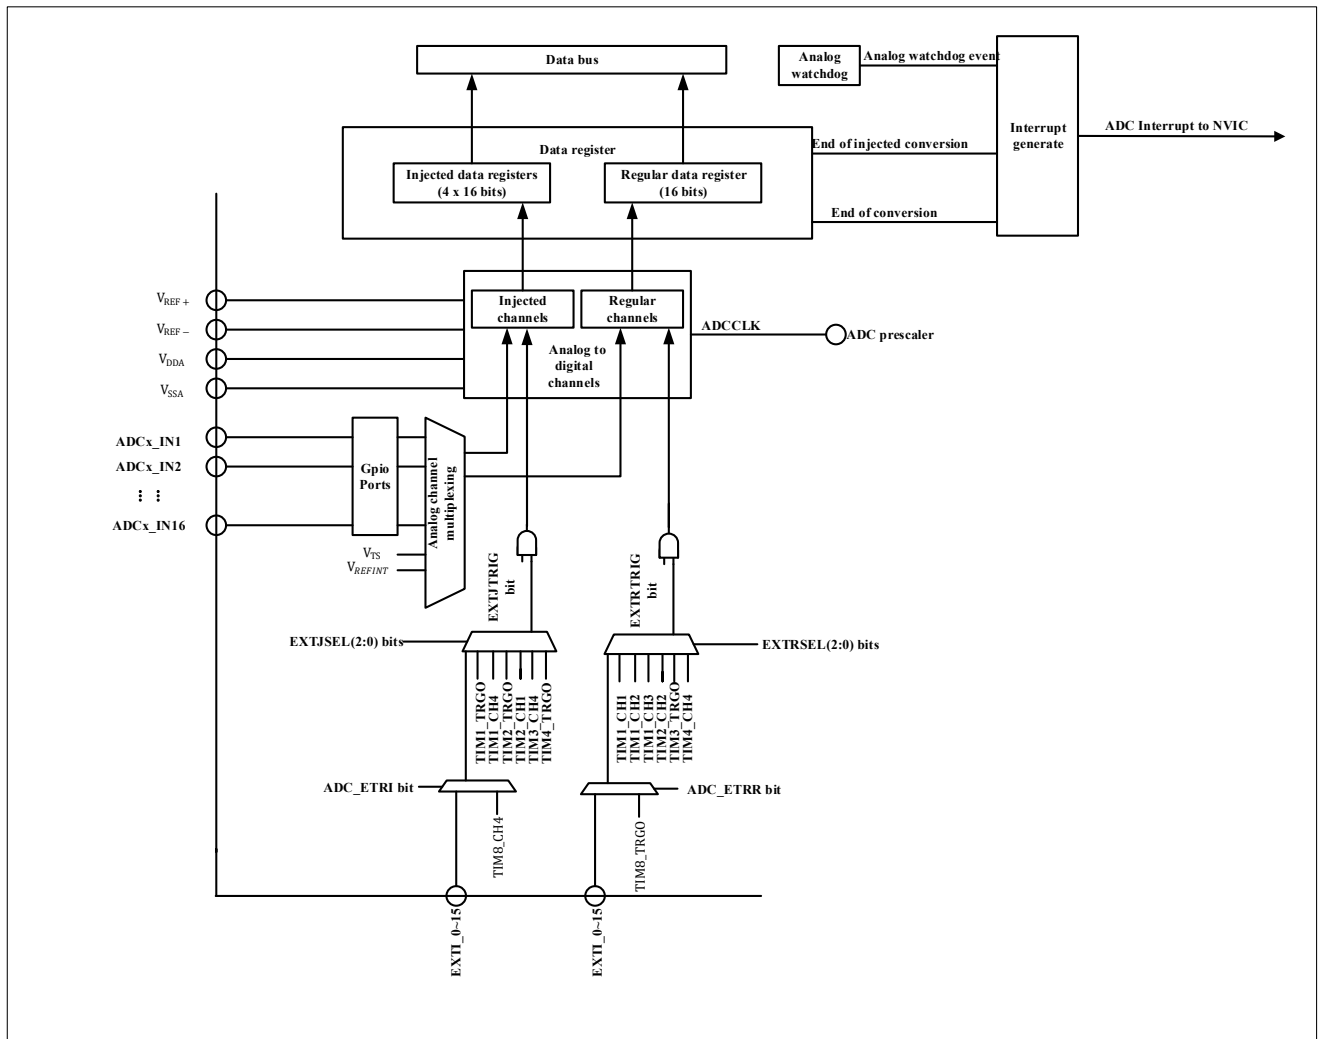 Data bus
Analog
watchdog
Analog watchdog event
Interrupt
generate
ADC Interrupt to NVIC
Data register
End of injected conversion
Injected data registers
(4 x 16 bits)
Regular data register
(16 bits)
End of conversion
VREF+
VREF−
VDDA
VSSA
Injected
channels
Regular
channels
Analog to
digital
channels
ADCCLK
ADC prescaler
ADCx_IN1
ADCx_IN2
ADCx_IN16
Gpio
Ports
Analog channel
multiplexing
VTS
VREFINT
EXTJTRIG
bit
EXTRTRIG
bit
EXTJSEL(2:0) bits
EXTRSEL(2:0) bits
TIM1_TRGO
TIM1_CH4
TIM2_TRGO
TIM2_CH1
TIM3_CH4
TIM4_TRGO
TIM1_CH1
TIM1_CH2
TIM1_CH3
TIM2_CH2
TIM3_TRGO
TIM4_CH4
ADC_ETRI bit
ADC_ETRR bit
TIM8_CH4
TIM8_TRGO
EXTI_0~15
EXTI_0~15